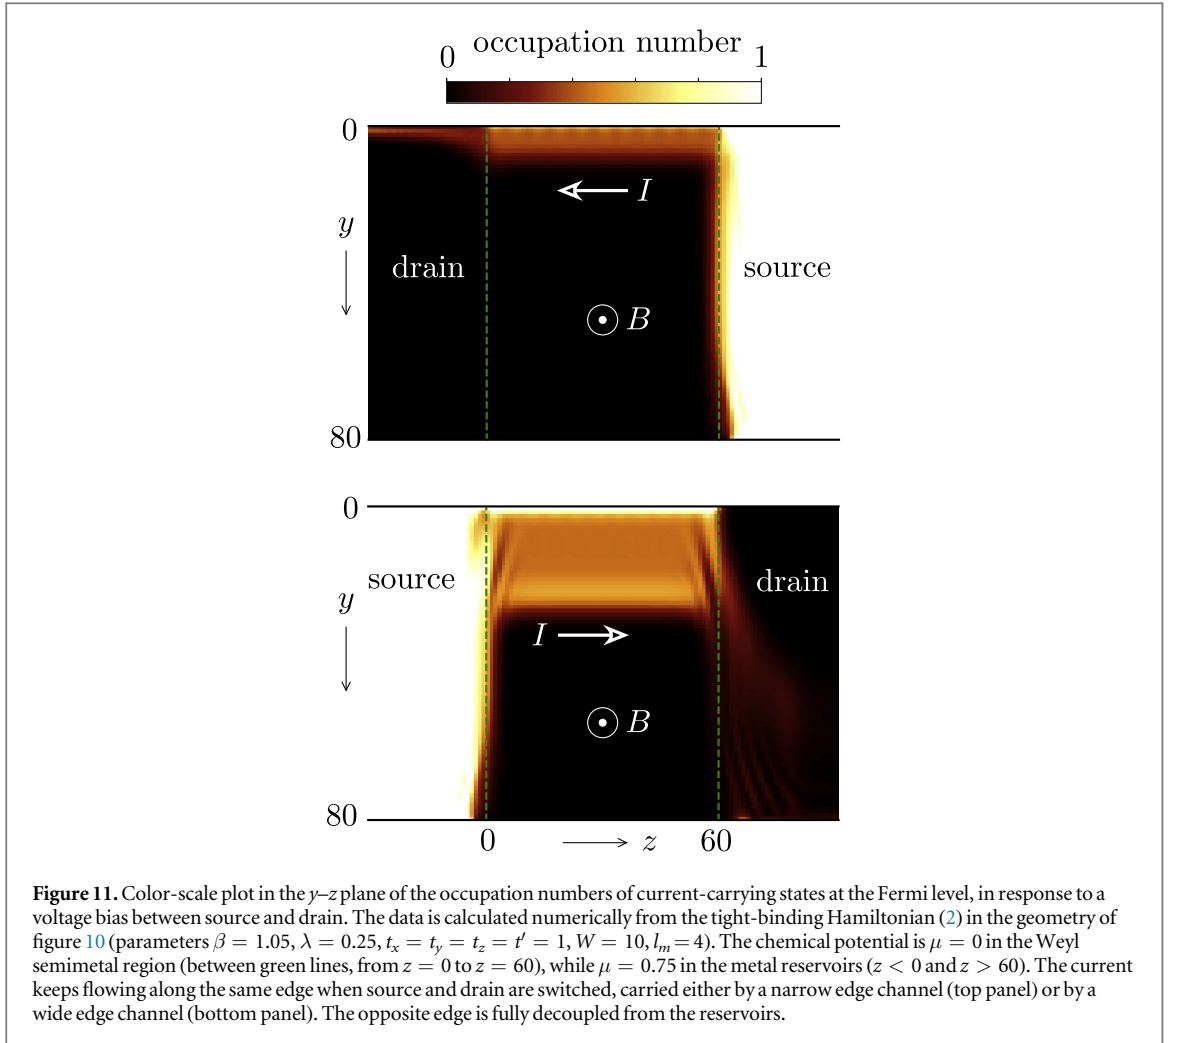 occupation number
0 1
0
I
y
drain
source
B
80
0
source
drain
y
I
B
80
0 z 60
Figure 11. Color-scale plot in the y–z plane of the occupation numbers of current-carrying states at the Fermi level, in response to a
voltage bias between source and drain. The data is calculated numerically from the tight-binding Hamiltonian (2) in the geometry of
figure 10 (parameters β = 1.05, λ = 0.25, tₓ = t_y = t_z = t′ = 1, W = 10, lₘ = 4). The chemical potential is μ = 0 in the Weyl
semimetal region (between green lines, from z = 0 to z = 60), while μ = 0.75 in the metal reservoirs (z < 0 and z > 60). The current
keeps flowing along the same edge when source and drain are switched, carried either by a narrow edge channel (top panel) or by a
wide edge channel (bottom panel). The opposite edge is fully decoupled from the reservoirs.